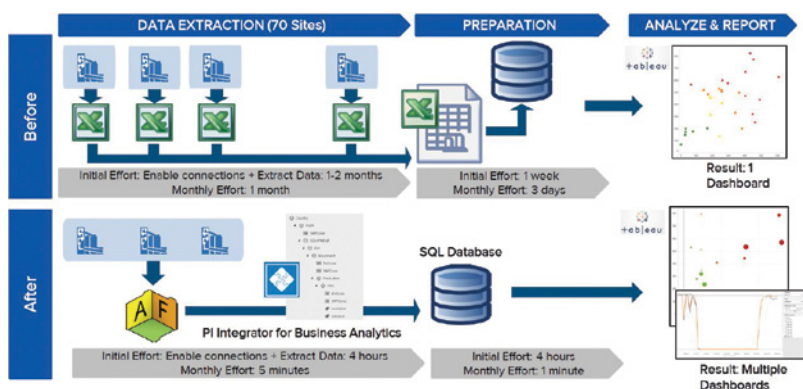 DATA EXTRACTION (70 Sites)
PREPARATION
ANALYZE & REPORT
Before
tableau
Initial Effort: Enable connections + Extract Data: 1-2 months
Monthly Effort: 1 month
Initial Effort: 1 week
Monthly Effort: 3 days
Result: 1
Dashboard
After
AF
PI Integrator for Business Analytics
SQL Database
tableau
Initial Effort: Enable connections + Extract Data: 4 hours
Monthly Effort: 5 minutes
Initial Effort: 4 hours
Monthly Effort: 1 minute
Result: Multiple
Dashboards